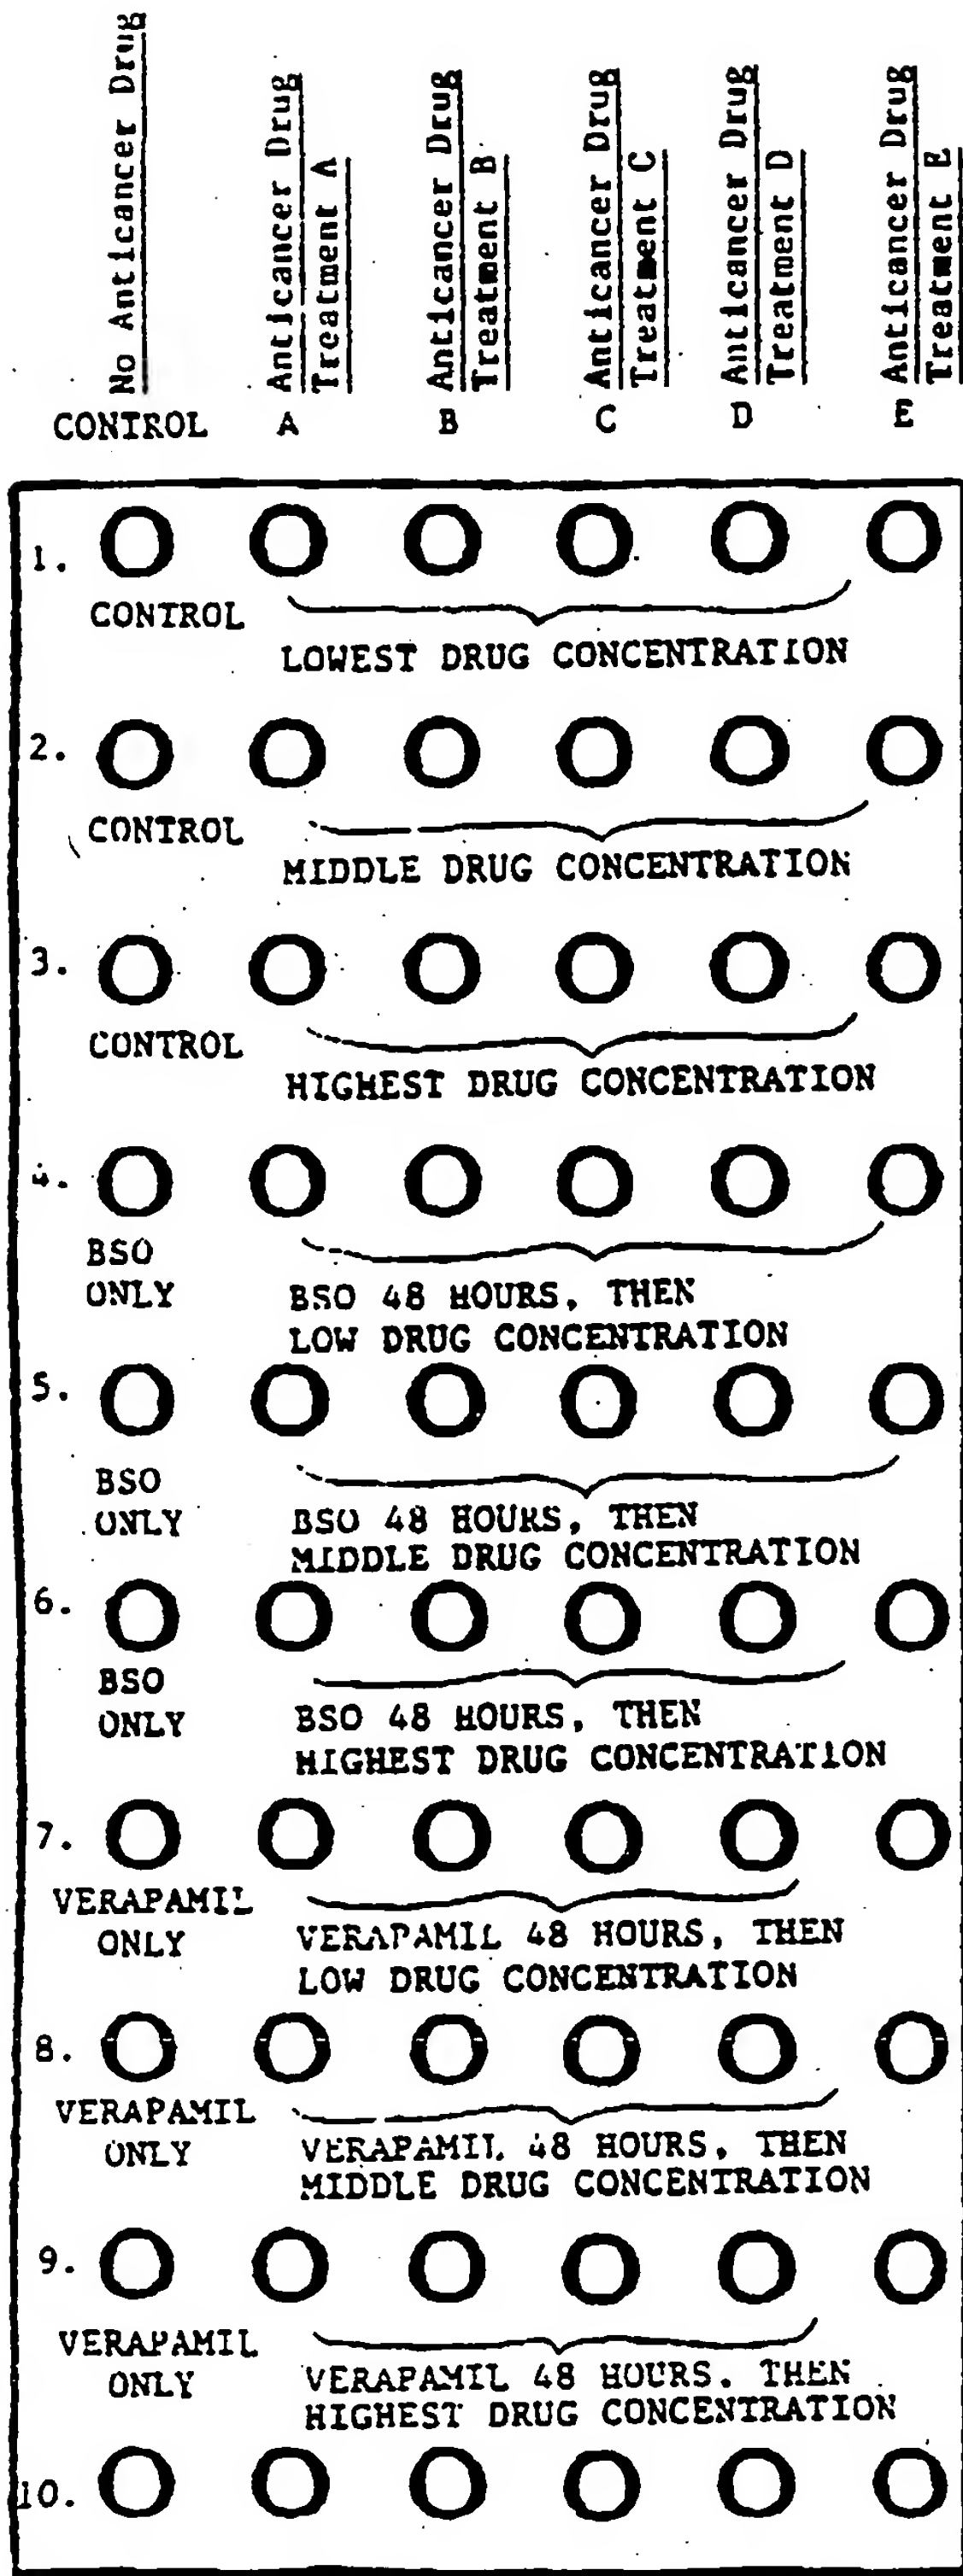 No Anticancer Drug
Anticancer Drug
Treatment A
Anticancer Drug
Treatment B
Anticancer Drug
Treatment C
Anticancer Drug
Treatment D
Anticancer Drug
Treatment E
CONTROL A B C D E
1.
CONTROL
LOWEST DRUG CONCENTRATION
2.
CONTROL
MIDDLE DRUG CONCENTRATION
3.
CONTROL
HIGHEST DRUG CONCENTRATION
4.
BSO
ONLY
BSO 48 HOURS, THEN
LOW DRUG CONCENTRATION
5.
BSO
ONLY
BSO 48 HOURS, THEN
MIDDLE DRUG CONCENTRATION
6.
BSO
ONLY
BSO 48 HOURS, THEN
HIGHEST DRUG CONCENTRATION
7.
VERAPAMIL
ONLY
VERAPAMIL 48 HOURS, THEN
LOW DRUG CONCENTRATION
8.
VERAPAMIL
ONLY
VERAPAMIL 48 HOURS, THEN
MIDDLE DRUG CONCENTRATION
9.
VERAPAMIL
ONLY
VERAPAMIL 48 HOURS. THEN
HIGHEST DRUG CONCENTRATION
10.